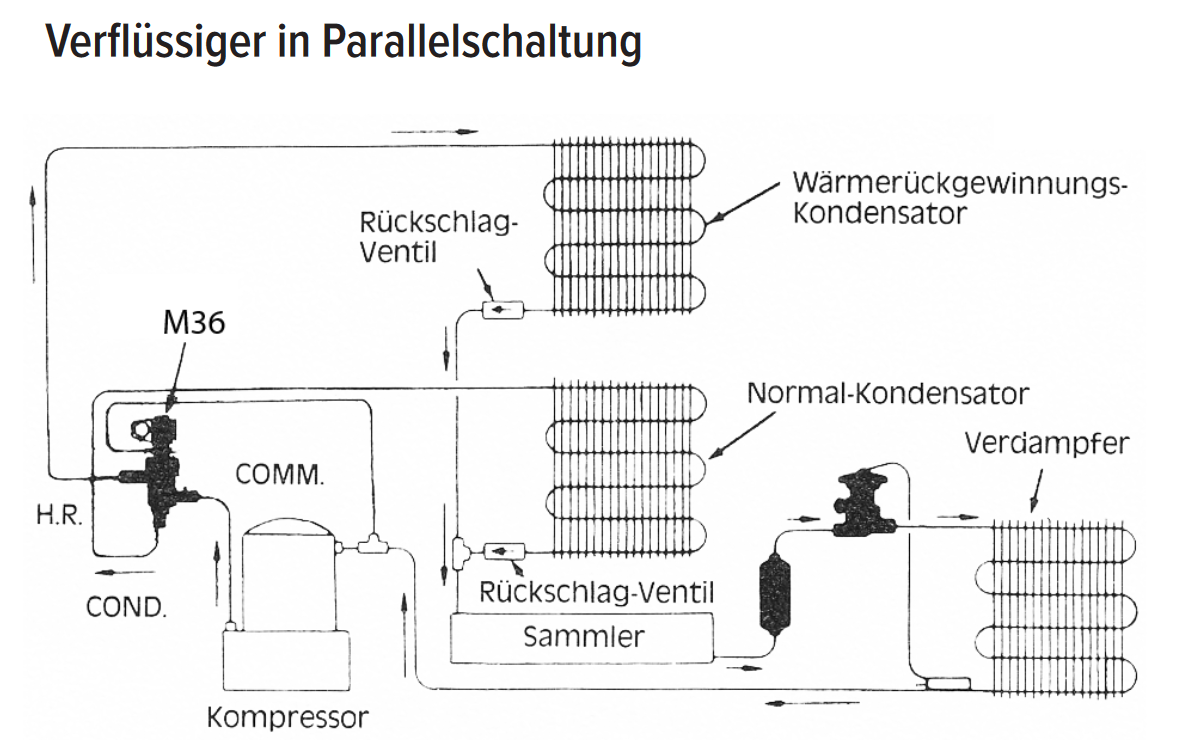 Verflüssiger in Parallelschaltung
Wärmerückgewinnungs-
Kondensator
Rückschlag-
Ventil
M36
Normal-Kondensator
Verdampfer
COMM.
H.R.
COND.
Rückschlag-Ventil
Sammler
Kompressor